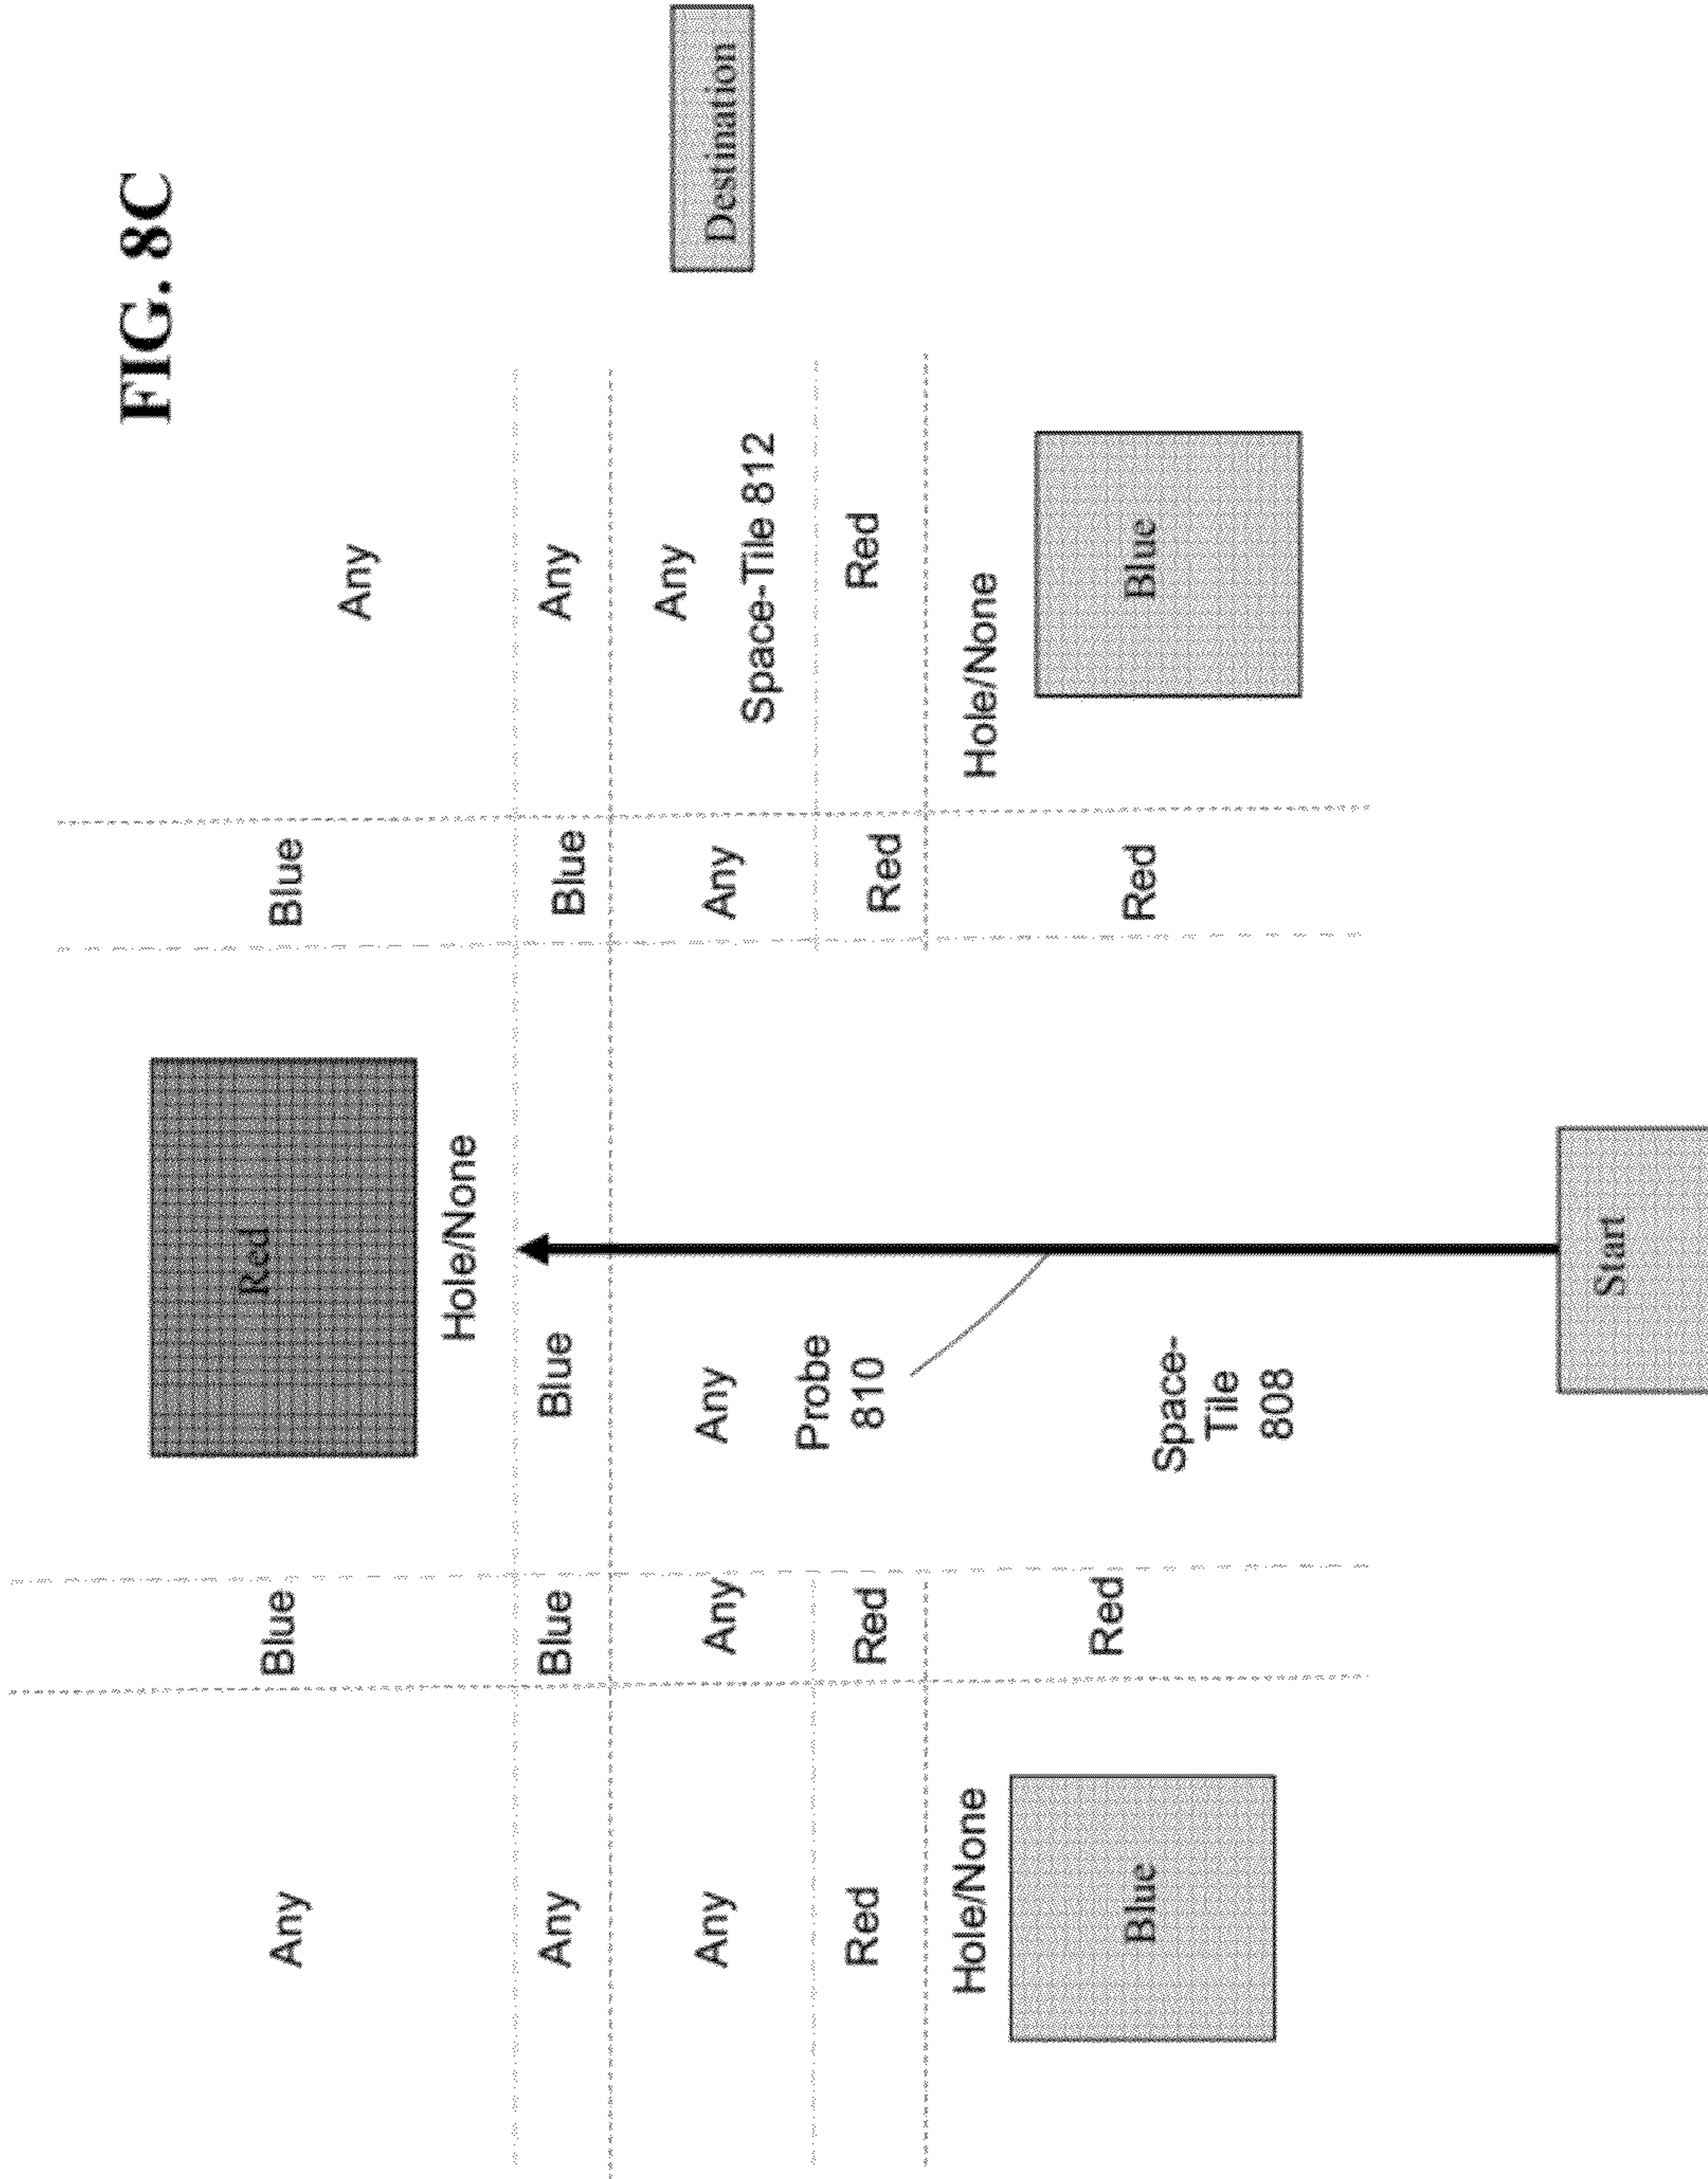 FIG. 8C
Any
Blue
Red
Blue
Any
Hole/None
Any
Blue
Blue
Blue
Any
Any
Any
Any
Any
Any
Destination
Space-Tile 812
Probe
810
Red
Red
Red
Red
Hole/None
Hole/None
Blue
Red
Space-
Tile
808
Red
Blue
Start